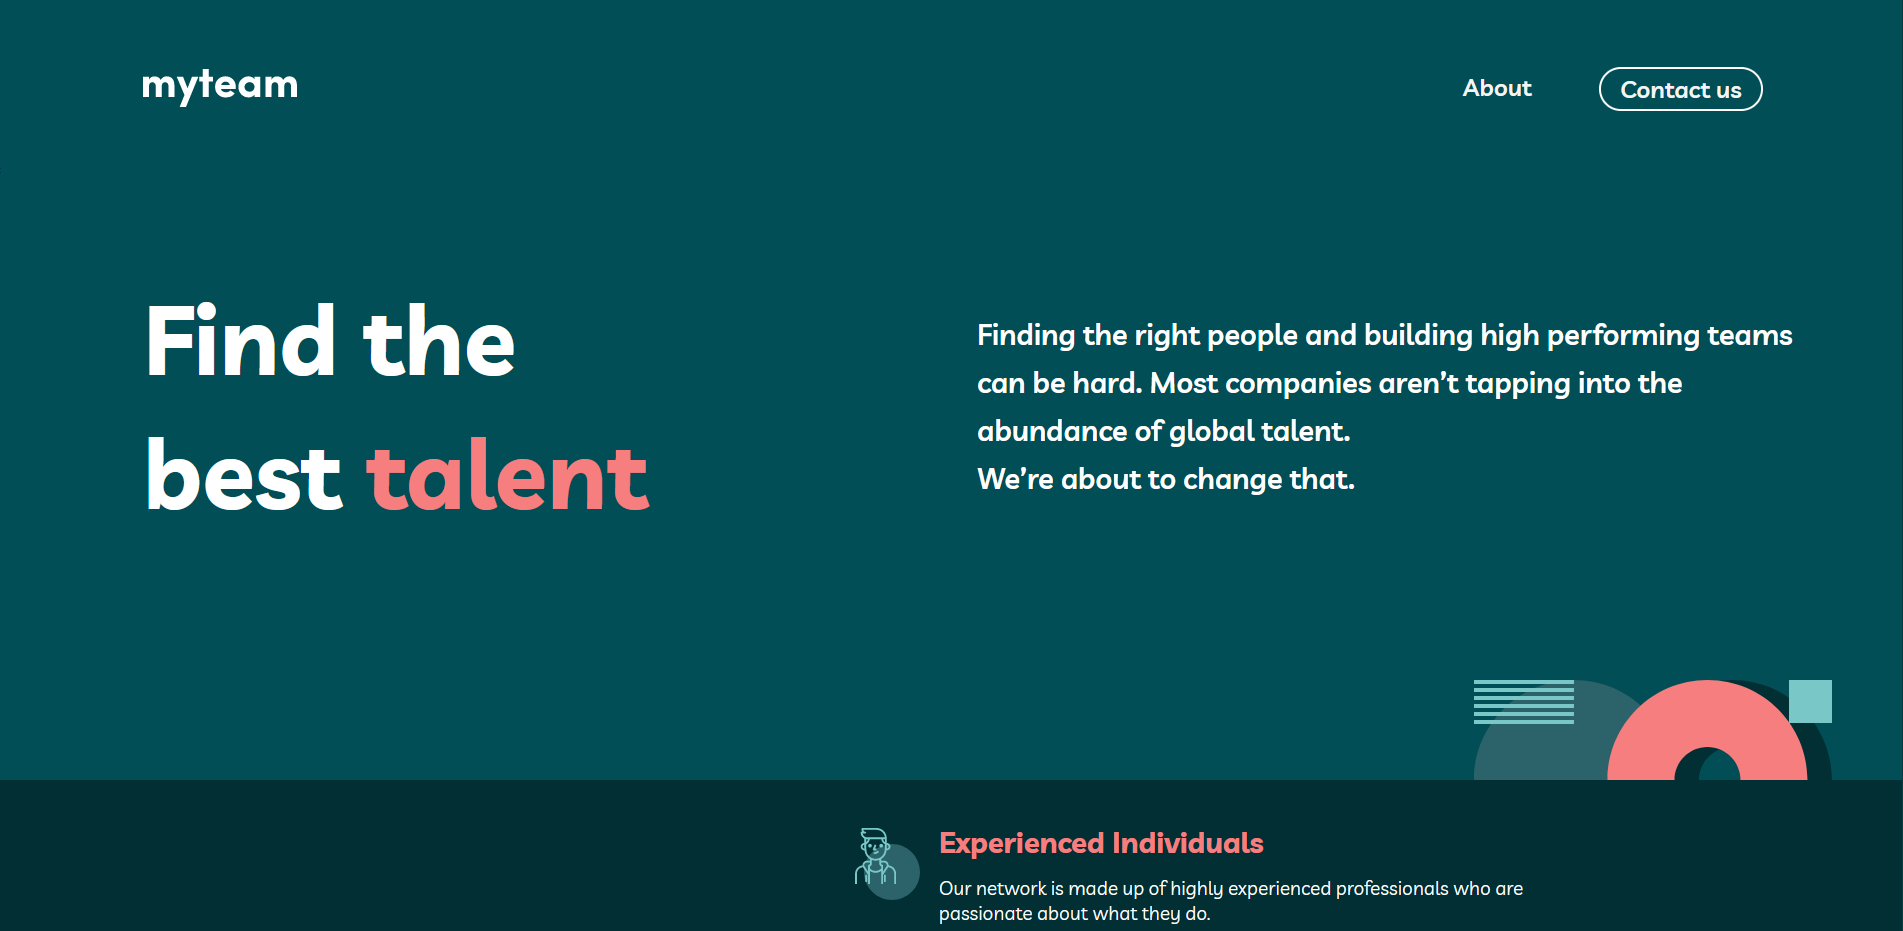 myteam
About
Contact us
Find the
best talent
Finding the right people and building high performing teams
can be hard. Most companies aren’t tapping into the
abundance of global talent.
We’re about to change that.
Experienced Individuals
Our network is made up of highly experienced professionals who are
passionate about what they do.